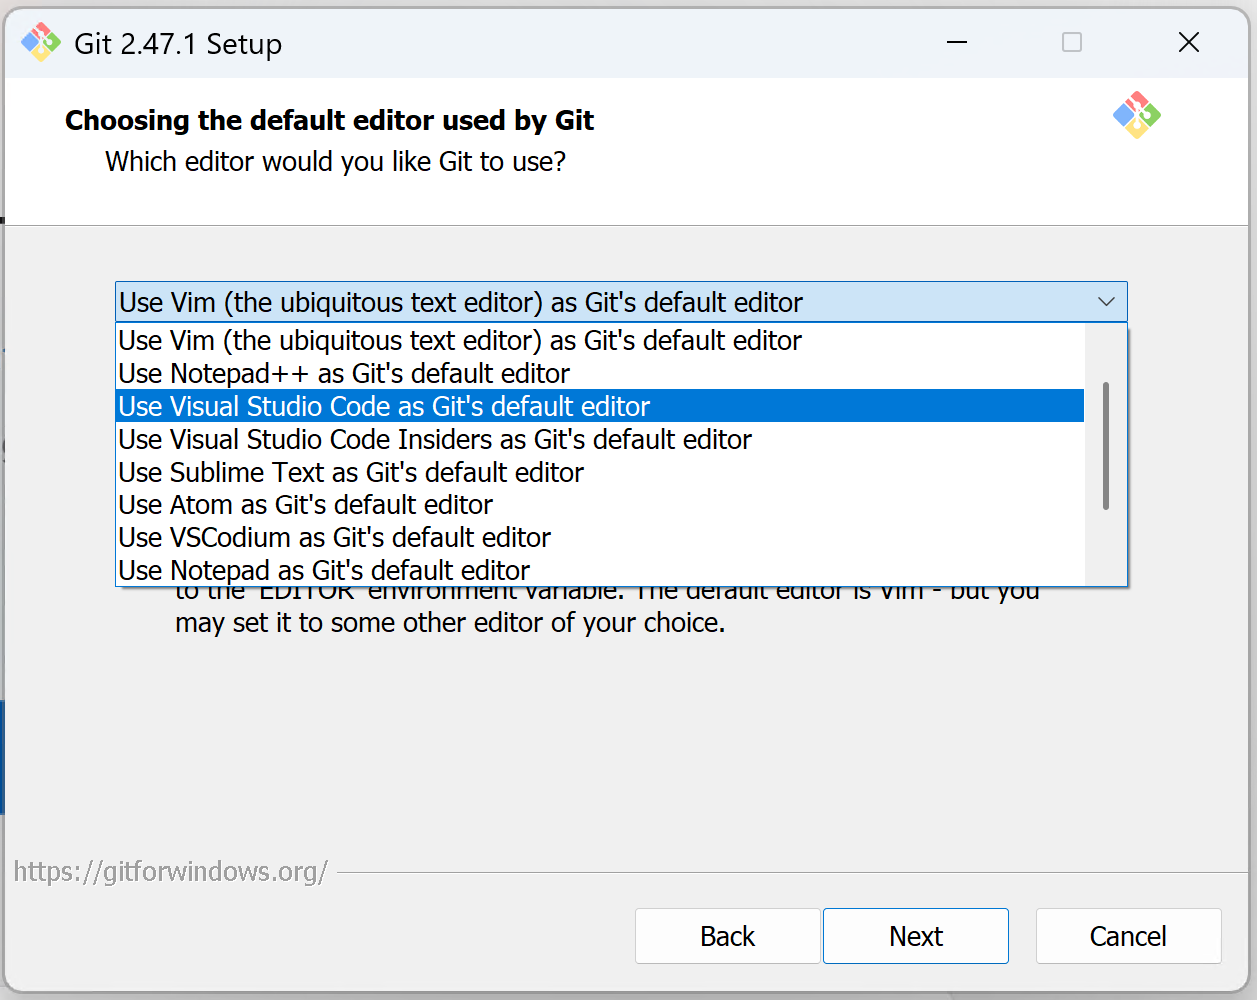 Git 2.47.1 Setup
Choosing the default editor used by Git
Which editor would you like Git to use?
Use Vim (the ubiquitous text editor) as Git's default editor
Use Vim (the ubiquitous text editor) as Git's default editor
Use Notepad++ as Git's default editor
Use Visual Studio Code as Git's default editor
Use Visual Studio Code Insiders as Git's default editor
Use Sublime Text as Git's default editor
Use Atom as Git's default editor
Use VSCodium as Git's default editor
Use Notepad as Git's default editor
to the 'EDITOR' environment variable. The default editor is Vim - but you
may set it to some other editor of your choice.
https://gitforwindows.org/
Back
Next
Cancel